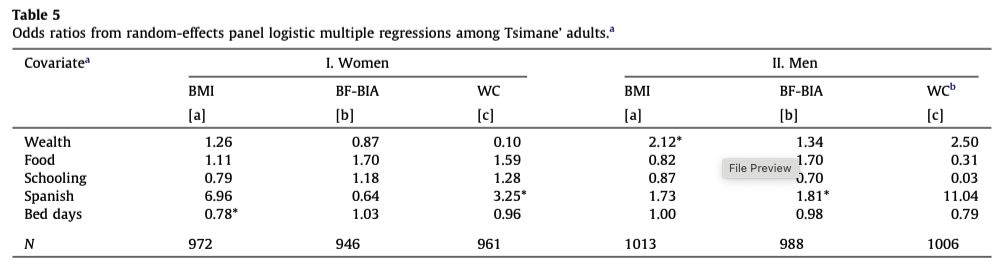 Table 5
Odds ratios from random-effects panel logistic multiple regressions among Tsimane’ adults.a
Covariatea I. Women II. Men
BMI BF-BIA WC BMI BF-BIA WCb
[a] [b] [c] [a] [b] [c]
Wealth 1.26 0.87 0.10 2.12* 1.34 2.50
Food 1.11 1.70 1.59 0.82 1.70 0.31
File Preview
Schooling 0.79 1.18 1.28 0.87 0.70 0.03
Spanish 6.96 0.64 3.25* 1.73 1.81* 11.04
Bed days 0.78* 1.03 0.96 1.00 0.98 0.79
N 972 946 961 1013 988 1006